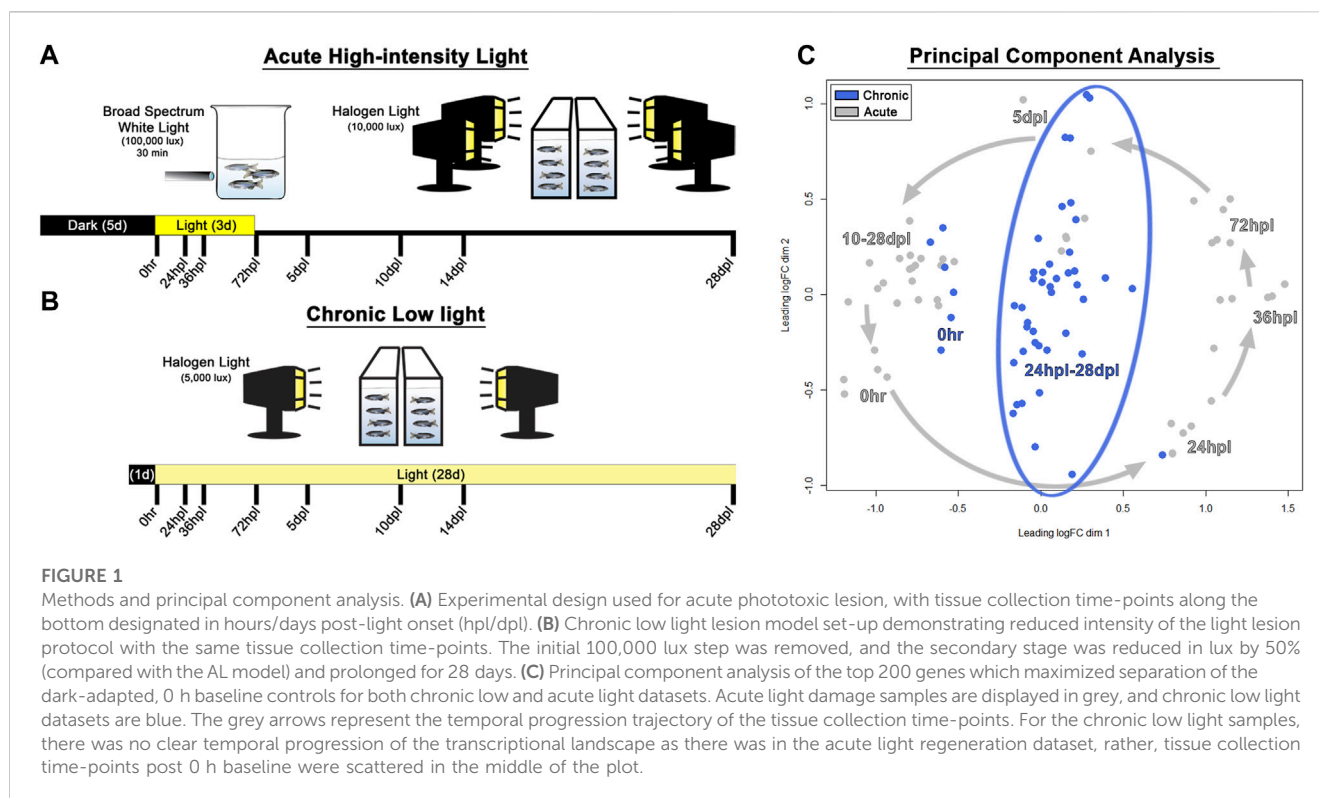 A
Acute High-intensity Light
Broad Spectrum
White Light
(100,000 lux)
30 min
Halogen Light
(10,000 lux)
Dark (5d)
Light (3d)
0hr
24hpl
36hpl
72hpl
5dpl
10dpl
14dpl
28dpl
B
Chronic Low light
Halogen Light
(5,000 lux)
(1d)
Light (28d)
0hr
24hpl
36hpl
72hpl
5dpl
10dpl
14dpl
28dpl
C
Principal Component Analysis
Chronic
Acute
5dpl
72hpl
10-28dpl
36hpl
0hr
24hpl-28dpl
0hr
24hpl
Leading logFC dim 2
1.0
0.5
0.0
-0.5
-1.0
-1.0
-0.5
0.0
0.5
1.0
1.5
Leading logFC dim 1
FIGURE 1
Methods and principal component analysis. (A) Experimental design used for acute phototoxic lesion, with tissue collection time-points along the
bottom designated in hours/days post-light onset (hpl/dpl). (B) Chronic low light lesion model set-up demonstrating reduced intensity of the light lesion
protocol with the same tissue collection time-points. The initial 100,000 lux step was removed, and the secondary stage was reduced in lux by 50%
(compared with the AL model) and prolonged for 28 days. (C) Principal component analysis of the top 200 genes which maximized separation of the
dark-adapted, 0 h baseline controls for both chronic low and acute light datasets. Acute light damage samples are displayed in grey, and chronic low light
datasets are blue. The grey arrows represent the temporal progression trajectory of the tissue collection time-points. For the chronic low light samples,
there was no clear temporal progression of the transcriptional landscape as there was in the acute light regeneration dataset, rather, tissue collection
time-points post 0 h baseline were scattered in the middle of the plot.